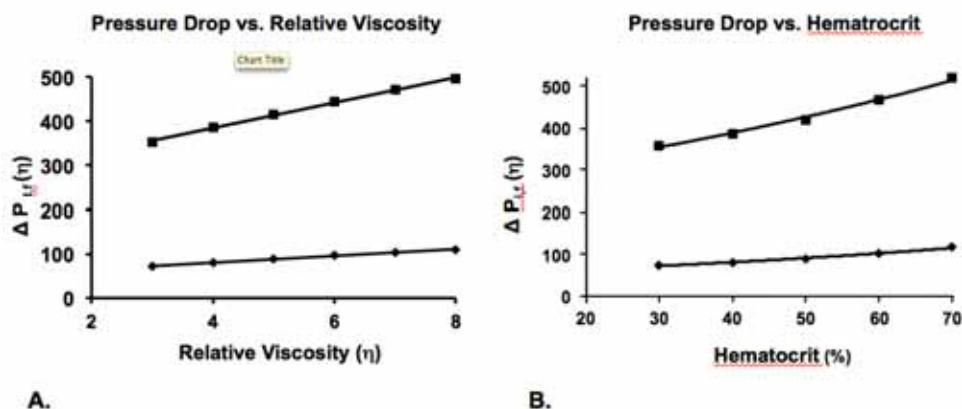 Pressure Drop vs. Relative Viscosity
Chart Title
500
400
300
200
100
0
2
4
6
8
Δ P i,f (η)
Relative Viscosity (η)
A.
Pressure Drop vs. Hematrocrit
500
400
300
200
100
0
20
30
40
50
60
70
Δ P i,f (η)
Hematocrit (%)
B.